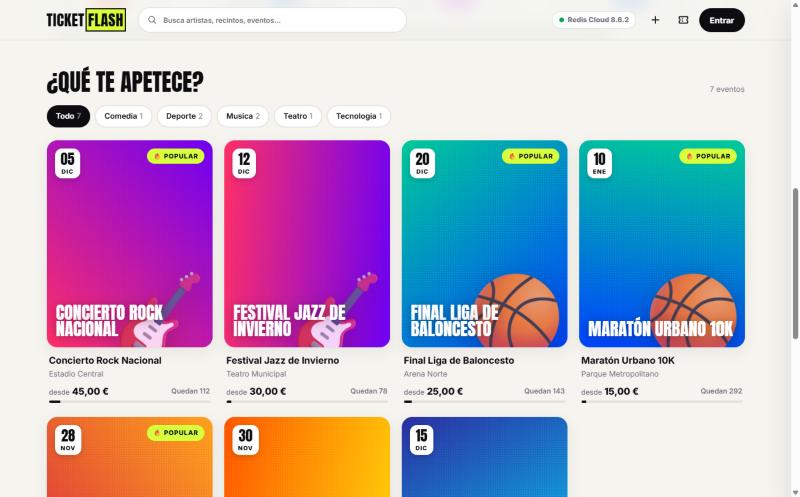 TICKET FLASH
Busca artistas, recintos, eventos...
Redis Cloud 8.6.2
Entrar
¿QUÉ TE APETECE?
7 eventos
Todo 7
Comedia 1
Deporte 2
Musica 2
Teatro 1
Tecnologia 1
05
DIC
POPULAR
CONCIERTO ROCK
NACIONAL
12
DIC
FESTIVAL JAZZ DE
INVIERNO
20
DIC
POPULAR
FINAL LIGA DE
BALONCESTO
10
ENE
POPULAR
MARATÓN URBANO 10K
Concierto Rock Nacional
Estadio Central
desde 45,00 €
Quedan 112
Festival Jazz de Invierno
Teatro Municipal
desde 30,00 €
Quedan 78
Final Liga de Baloncesto
Arena Norte
desde 25,00 €
Quedan 143
Maratón Urbano 10K
Parque Metropolitano
desde 15,00 €
Quedan 292
28
NOV
POPULAR
30
NOV
15
DIC